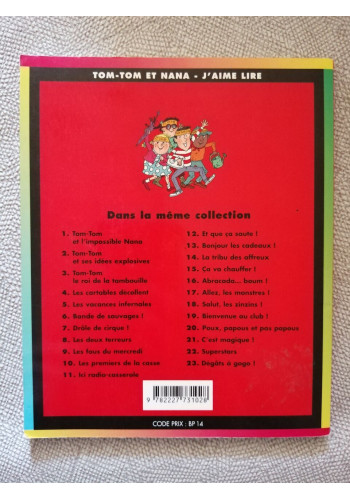 TOM-TOM ET NANA - J'AIME LIRE
Dans la même collection
1. Tom-Tom
et l'impossible Nana
2. Tom-Tom
et ses idées explosives
3. Tom-Tom
le roi de la tambouille
4. Les cartables décollent
5. Les vacances infernales
6. Bande de sauvages !
7. Drôle de cirque !
8. Les deux terreurs
9. Les fous du mercredi
10. Les premiers de la casse
11. Ici radio-casserole
12. Et que ça saute !
13. Bonjour les cadeaux !
14. La tribu des affreux
15. Ca va chauffer !
16. Abracada... boum !
17. Allez, les monstres !
18. Salut, les zinzins !
19. Bienvenue au club !
20. Poux, papous et pas papous
21. C'est magique !
22. Superstars
23. Dégâts à gogo !
9 782227 731028
CODE PRIX : BP 14